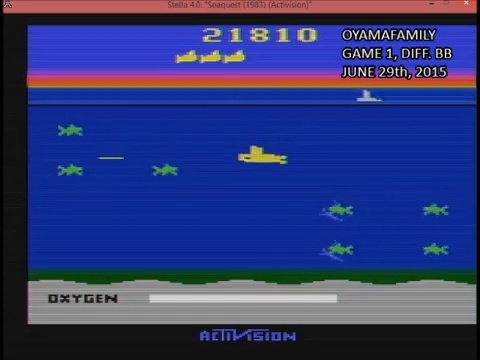 Stella 4.0: "Seaquest (1983) (Activision)"
21810
OYAMAFAMILY
GAME 1, DIFF. BB
JUNE 29th, 2015
OXYGEN
ACTIVISION